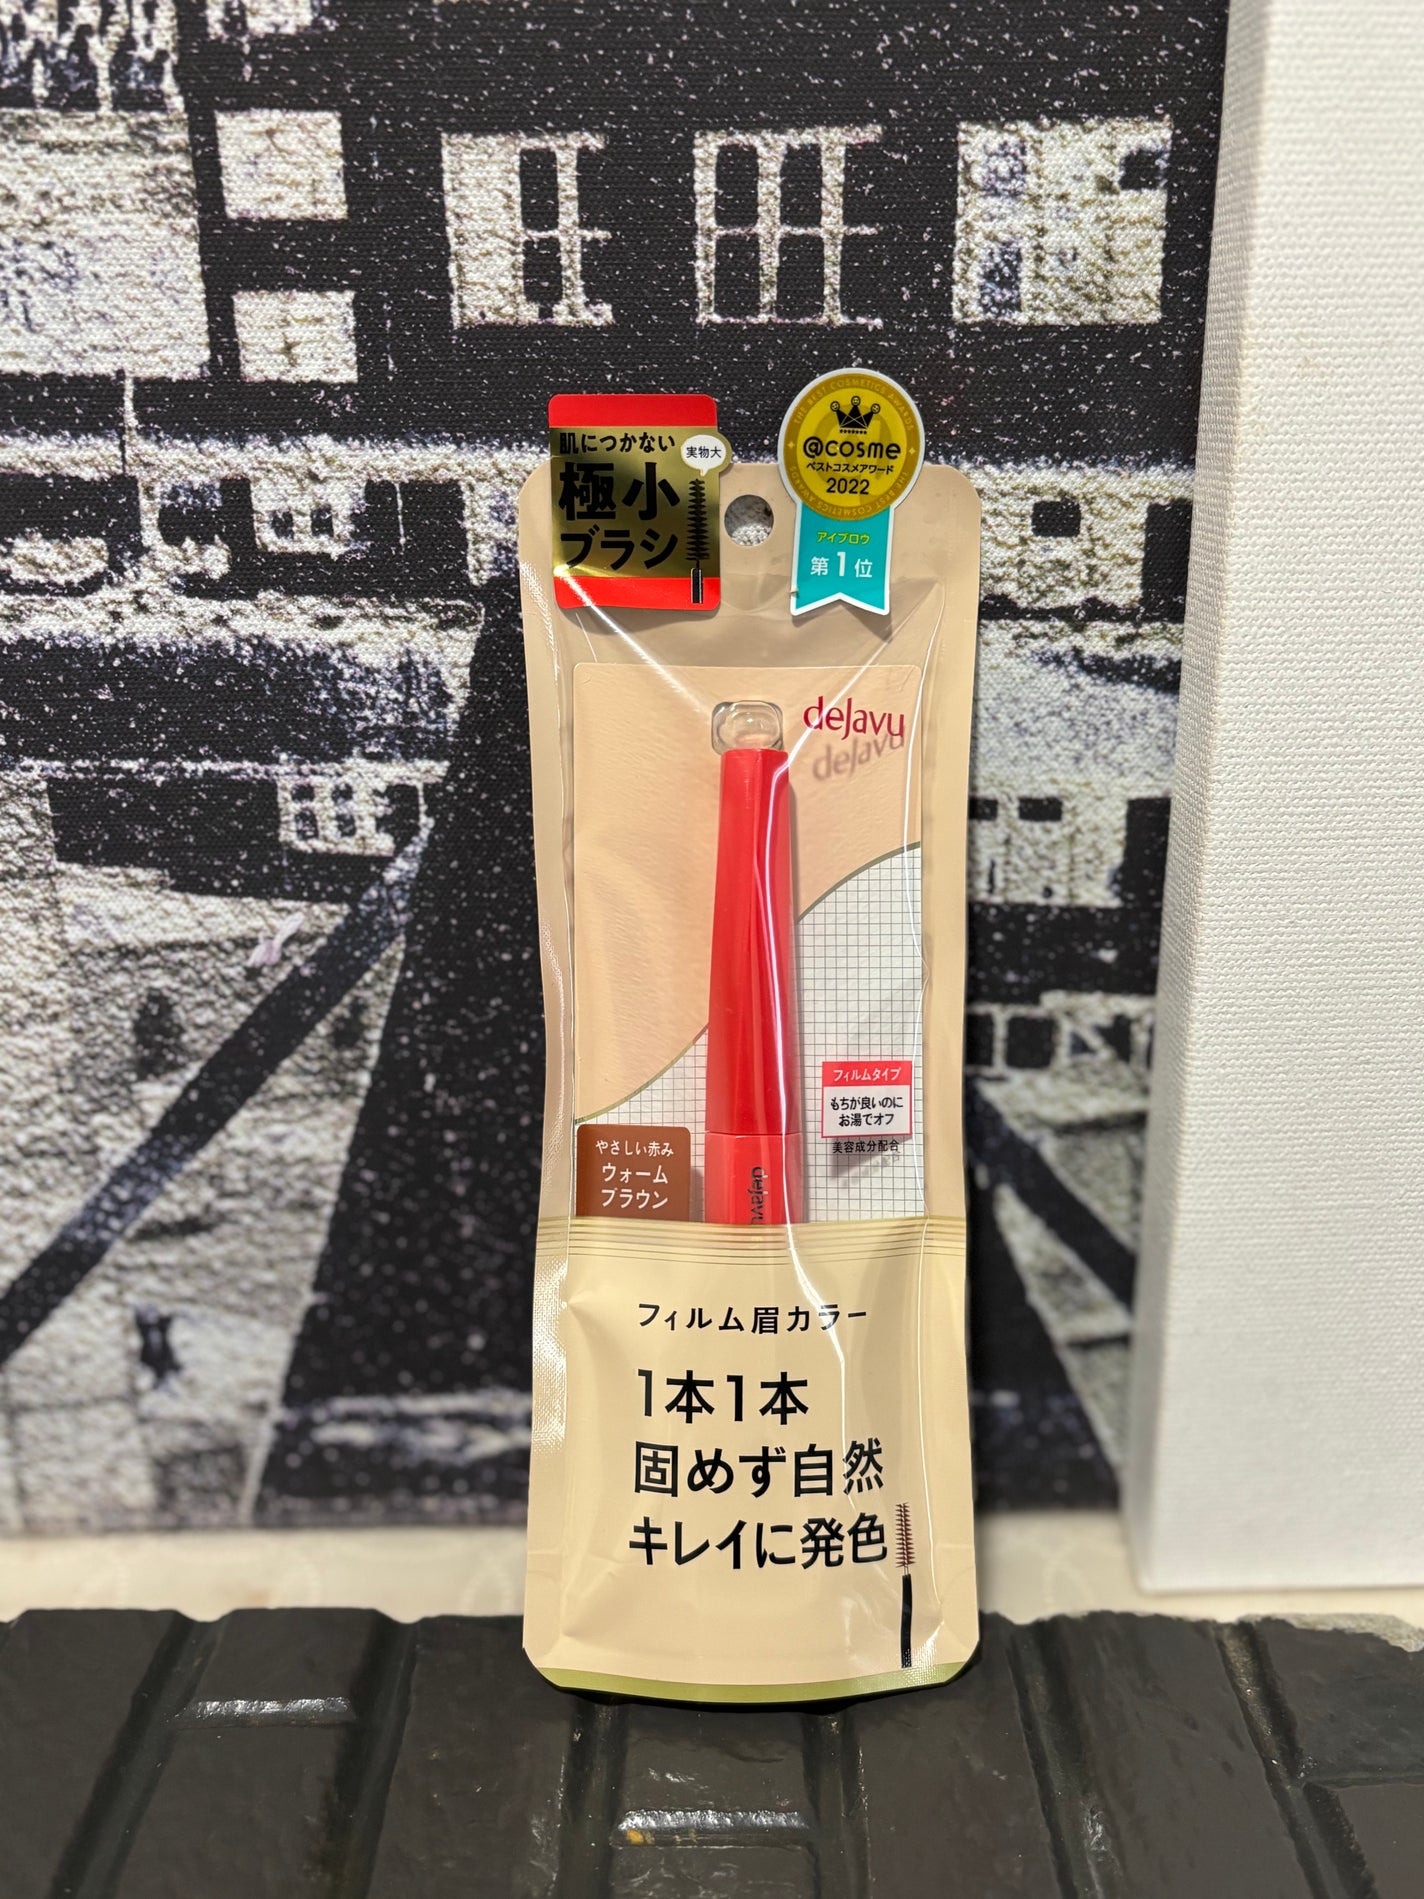 肌につかない
極小
ブラシ
実物大
THE BEST COSMETICS AWARDS
@cosme
ベストコスメアワード
2022
THE BEST COSMETICS AWARDS
アイブロウ
第1位
dejavu
dejavu
フィルムタイプ
もちが良いのに
お湯でオフ
美容成分配合
やさしい赤み
ウォーム
ブラウン
dejavu
フィルム眉カラー
1本1本
固めず自然
キレイに発色